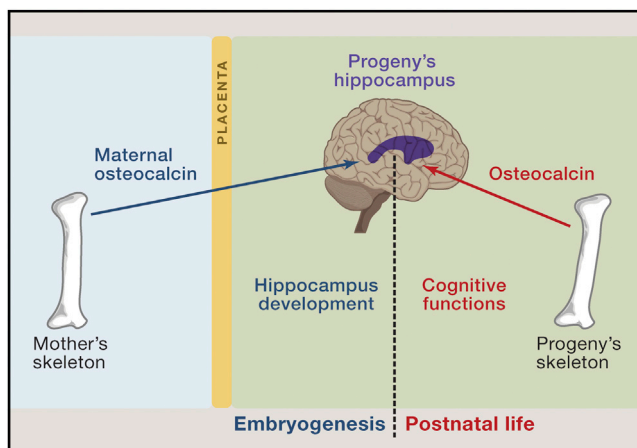 Progeny's
hippocampus
PLACENTA
Maternal
osteocalcin
Osteocalcin
Hippocampus
development
Cognitive
functions
Mother's
skeleton
Progeny's
skeleton
Embryogenesis
Postnatal life